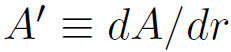 A′ ≡ dA/dr